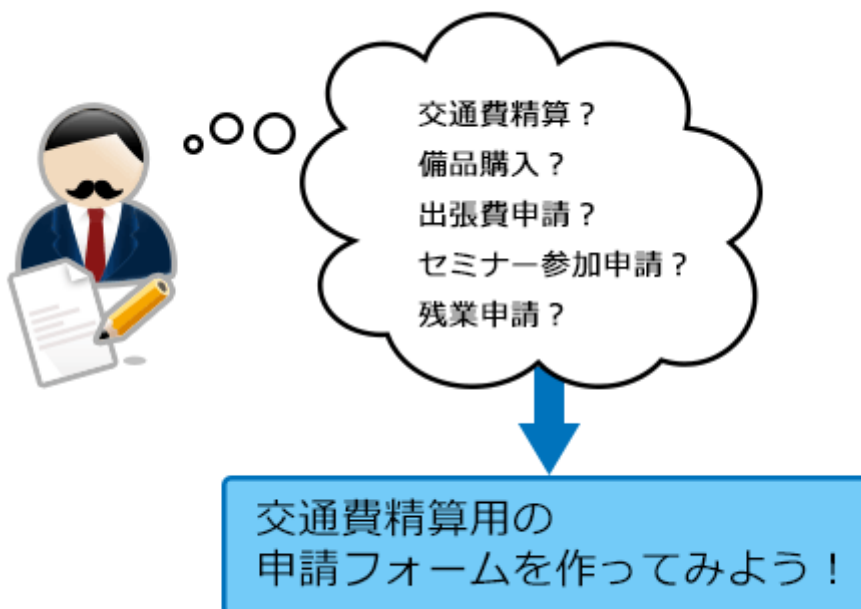 交通費精算？
備品購入？
出張費申請？
セミナー参加申請？
残業申請？
交通費精算用の
申請フォームを作ってみよう！